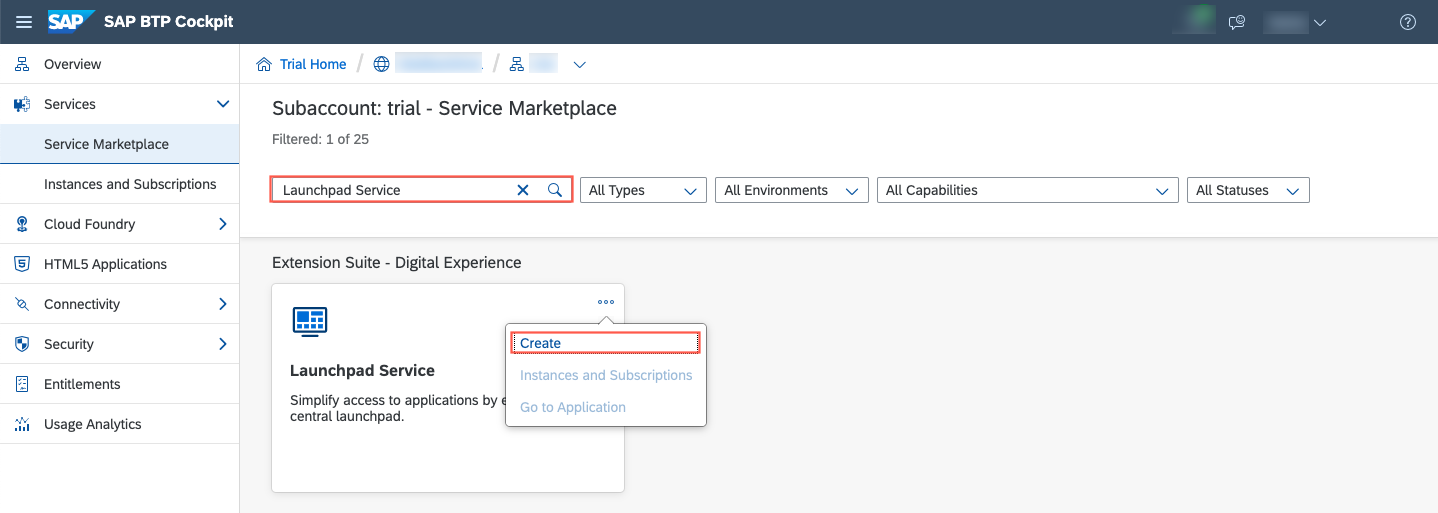 SAP SAP BTP Cockpit
Overview
Services
Service Marketplace
Instances and Subscriptions
Cloud Foundry
HTML5 Applications
Connectivity
Security
Entitlements
Usage Analytics
Trial Home / /
Subaccount: trial - Service Marketplace
Filtered: 1 of 25
Launchpad Service All Types All Environments All Capabilities All Statuses
Extension Suite - Digital Experience
Create
Instances and Subscriptions
Go to Application
Launchpad Service
Simplify access to applications by
central launchpad.